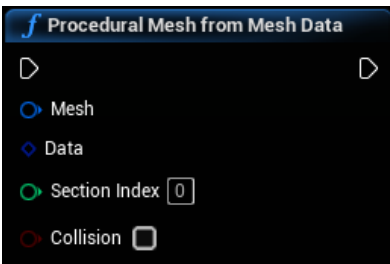 f Procedural Mesh from Mesh Data
Mesh
Data
Section Index 0
Collision